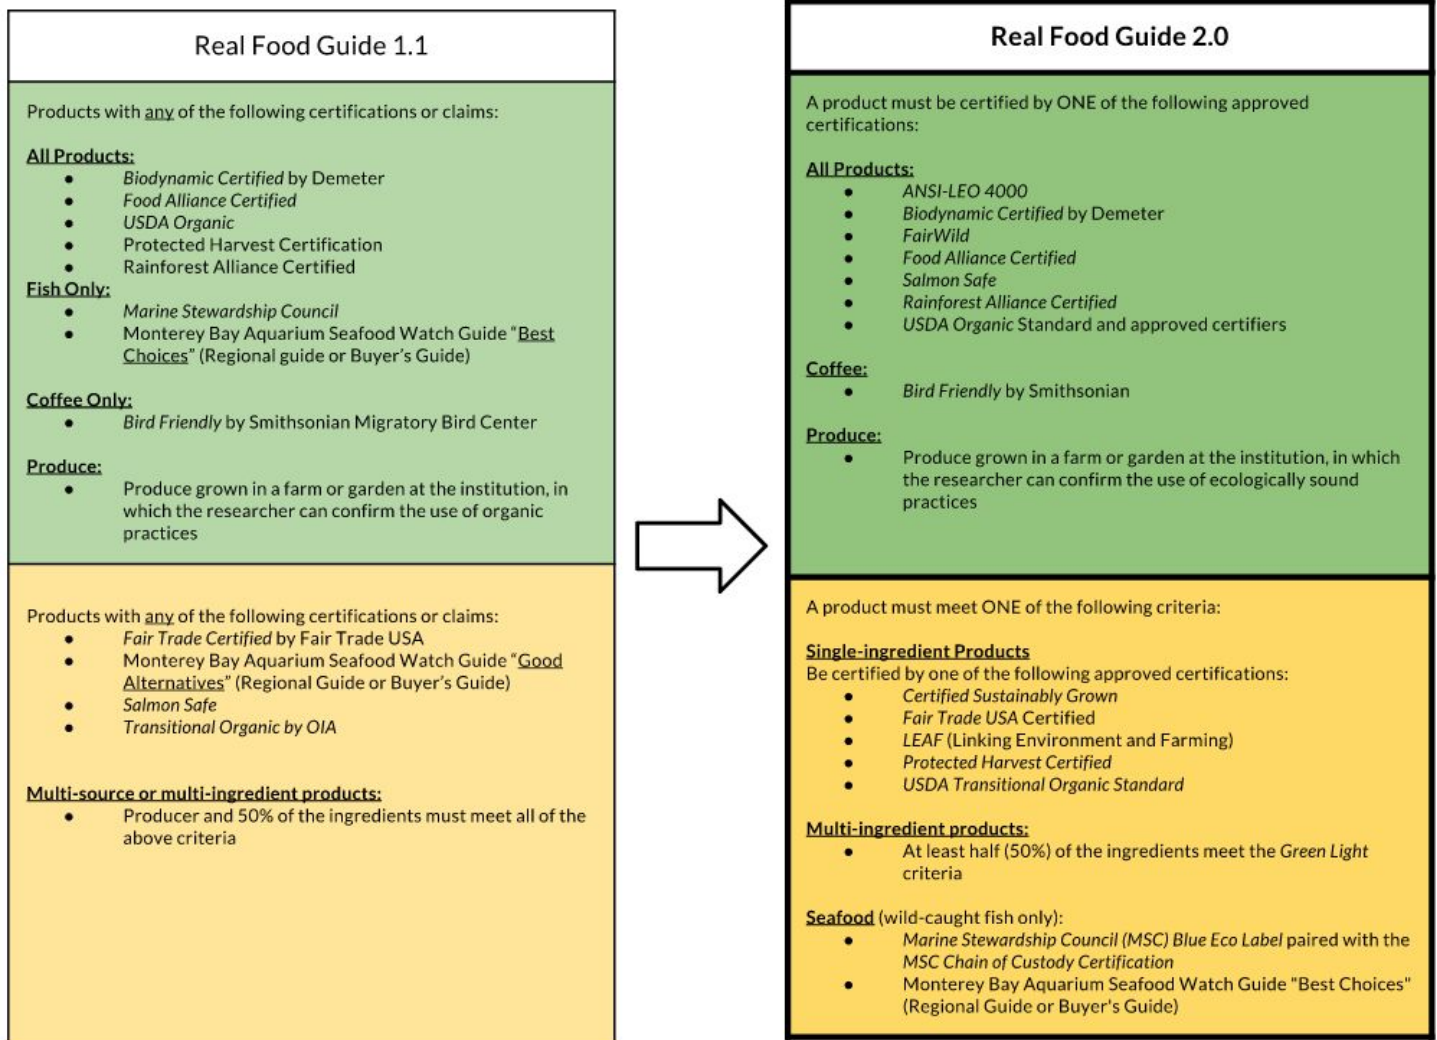 Real Food Guide 1.1
Products with any of the following certifications or claims:
All Products:
● Biodynamic Certified by Demeter
● Food Alliance Certified
● USDA Organic
● Protected Harvest Certification
● Rainforest Alliance Certified
Fish Only:
● Marine Stewardship Council
● Monterey Bay Aquarium Seafood Watch Guide “Best
Choices” (Regional guide or Buyer’s Guide)
Coffee Only:
● Bird Friendly by Smithsonian Migratory Bird Center
Produce:
● Produce grown in a farm or garden at the institution, in
which the researcher can confirm the use of organic
practices
Products with any of the following certifications or claims:
● Fair Trade Certified by Fair Trade USA
● Monterey Bay Aquarium Seafood Watch Guide “Good
Alternatives” (Regional Guide or Buyer’s Guide)
● Salmon Safe
● Transitional Organic by OIA
Multi-source or multi-ingredient products:
● Producer and 50% of the ingredients must meet all of the
above criteria
Real Food Guide 2.0
A product must be certified by ONE of the following approved
certifications:
All Products:
● ANSI-LEO 4000
● Biodynamic Certified by Demeter
● FairWild
● Food Alliance Certified
● Salmon Safe
● Rainforest Alliance Certified
● USDA Organic Standard and approved certifiers
Coffee:
● Bird Friendly by Smithsonian
Produce:
● Produce grown in a farm or garden at the institution, in which
the researcher can confirm the use of ecologically sound
practices
A product must meet ONE of the following criteria:
Single-ingredient Products
Be certified by one of the following approved certifications:
● Certified Sustainably Grown
● Fair Trade USA Certified
● LEAF (Linking Environment and Farming)
● Protected Harvest Certified
● USDA Transitional Organic Standard
Multi-ingredient products:
● At least half (50%) of the ingredients meet the Green Light
criteria
Seafood (wild-caught fish only):
● Marine Stewardship Council (MSC) Blue Eco Label paired with the
MSC Chain of Custody Certification
● Monterey Bay Aquarium Seafood Watch Guide "Best Choices"
(Regional Guide or Buyer's Guide)